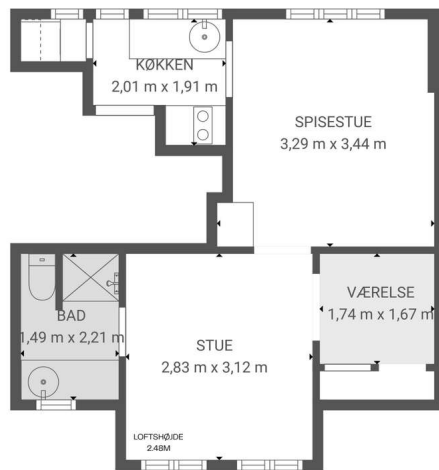 KØKKEN
2,01 m x 1,91 m
SPISESTUE
3,29 m x 3,44 m
BAD
1,49 m x 2,21 m
STUE
2,83 m x 3,12 m
VÆRELSE
1,74 m x 1,67 m
LOFTSHØJDE
2.48M